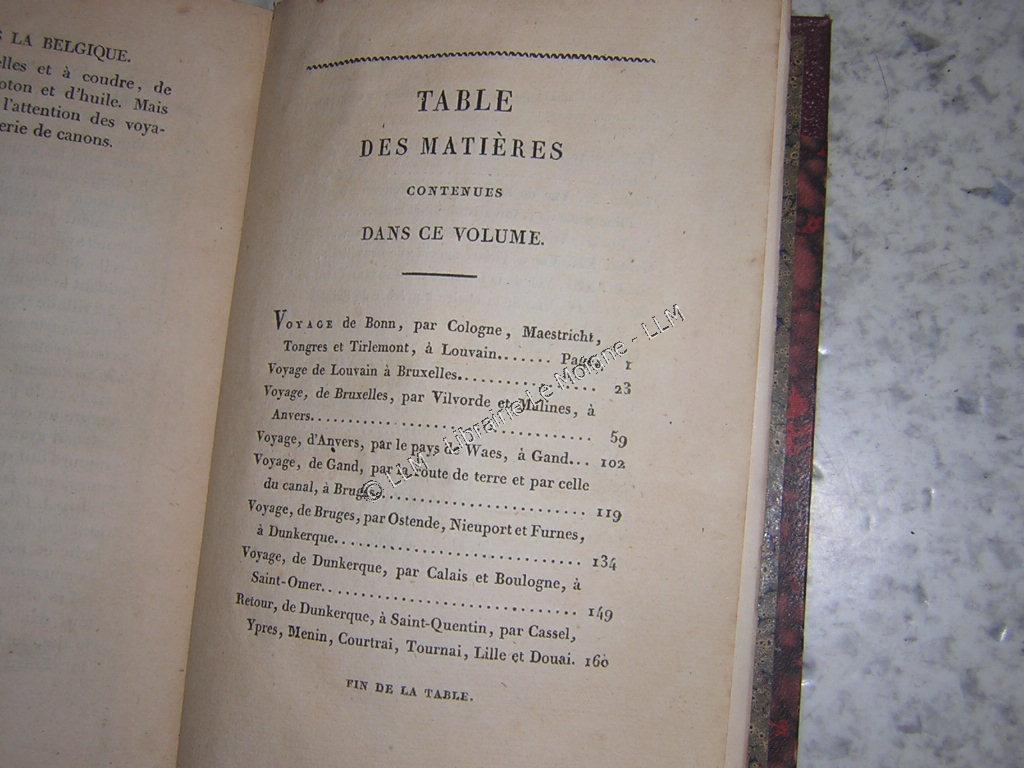 LA BELGIQUE.
elles et à coudre, de
oton et d'huile. Mais
l'attention des voya-
erie de canons.
TABLE
DES MATIÈRES
CONTENUES
DANS CE VOLUME.
VOYAGE de Bonn, par Cologne, Maestricht,
Tongres et Tirlemont, à Louvain....... Page 1
Voyage de Louvain à Bruxelles.................. 23
Voyage, de Bruxelles, par Vilvorde et Malines, à
Anvers.................................... 59
Voyage, d'Anvers, par le pays de Waes, à Gand... 102
Voyage, de Gand, par la route de terre et par celle
du canal, à Bruges.......................... 119
Voyage, de Bruges, par Ostende, Nieuport et Furnes,
à Dunkerque................................ 134
Voyage, de Dunkerque, par Calais et Boulogne, à
Saint-Omer................................. 149
Retour, de Dunkerque, à Saint-Quentin, par Cassel,
Ypres, Menin, Courtrai, Tournai, Lille et Douai. 160
FIN DE LA TABLE.
© LLM - Librairie Le Moigne - LLM